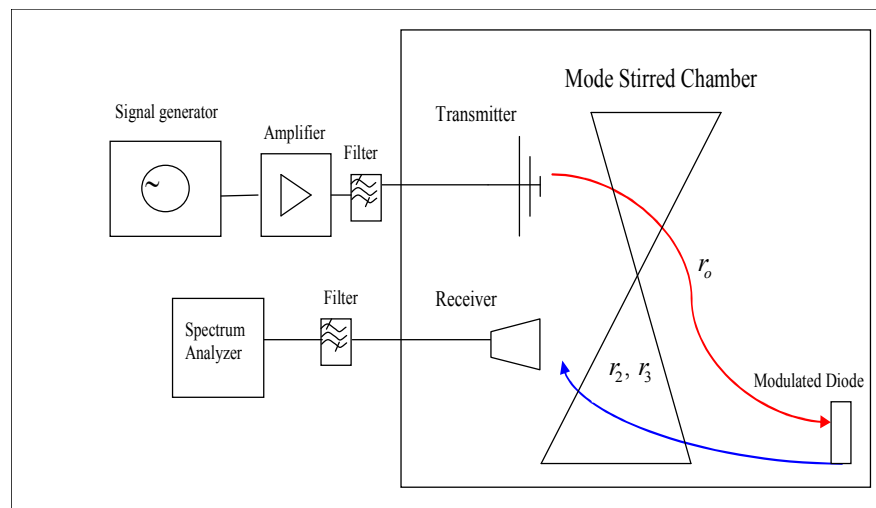 Mode Stirred Chamber
Signal generator
Amplifier
Filter
Transmitter
~
r_o
Filter
Receiver
Spectrum
Analyzer
r_2, r_3
Modulated Diode